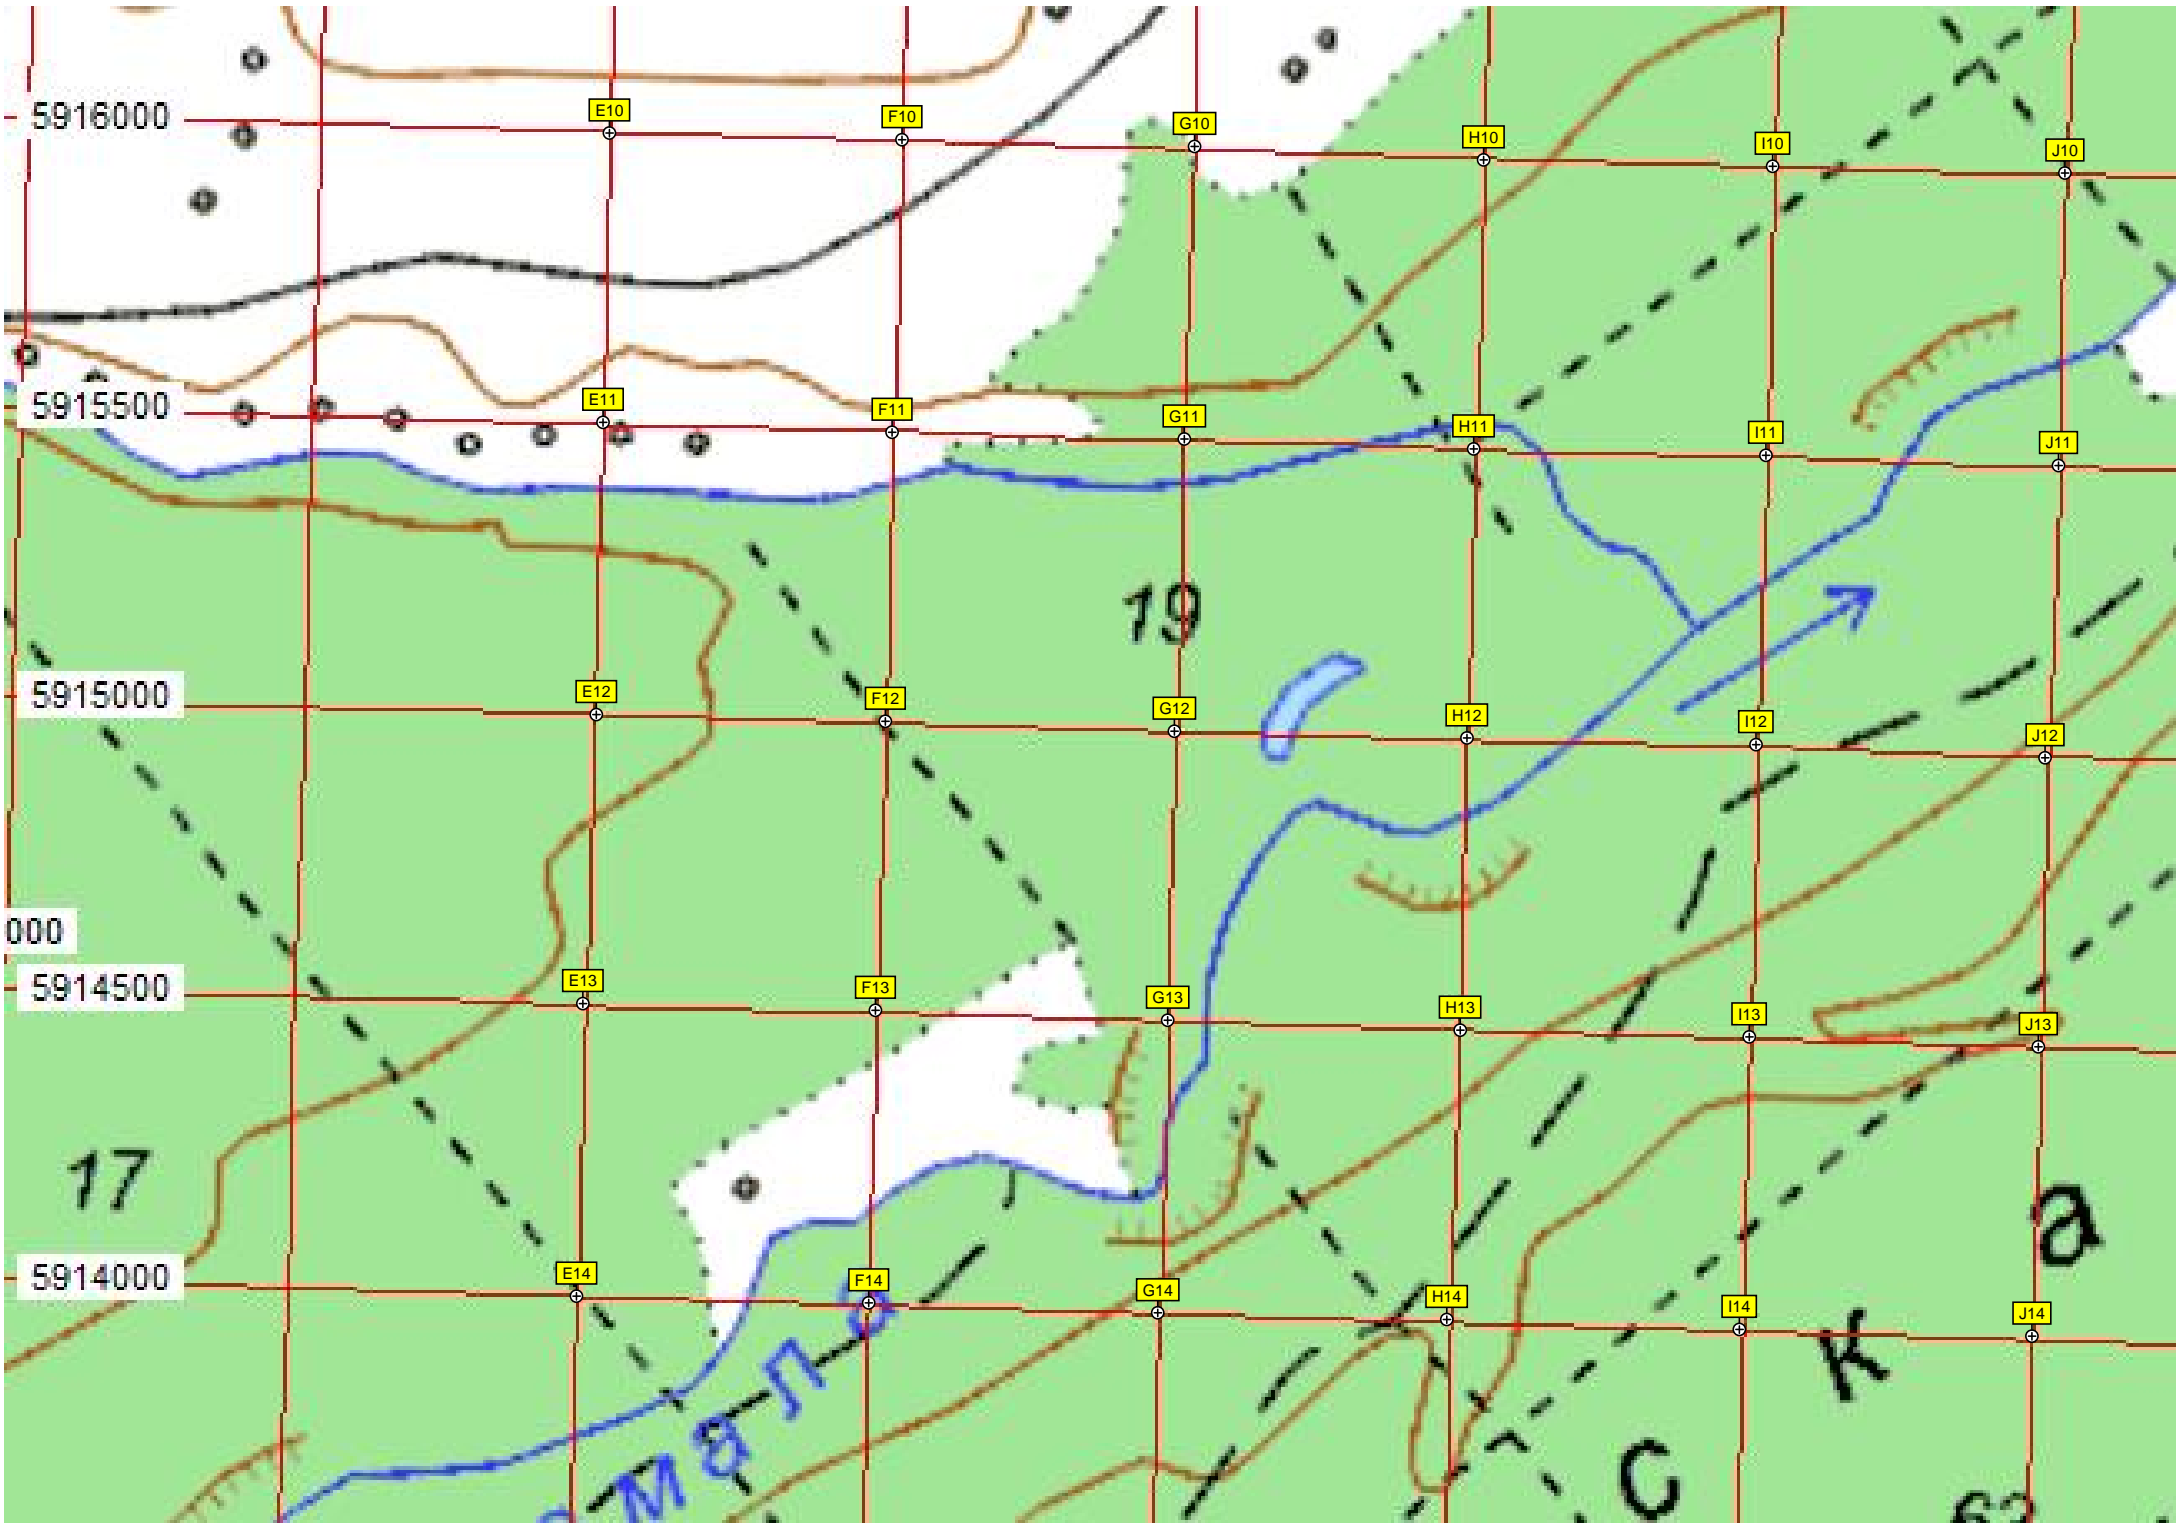 5916000 E10 F10 G10 H10 I10 J10
5915500 E11 F11 G11 H11 I11 J11
19
5915000 E12 F12 G12 H12 I12 J12
000
5914500 E13 F13 G13 H13 I13 J13
17
а
5914000 E14 F14 G14 H14 I14 J14
к
мал
с